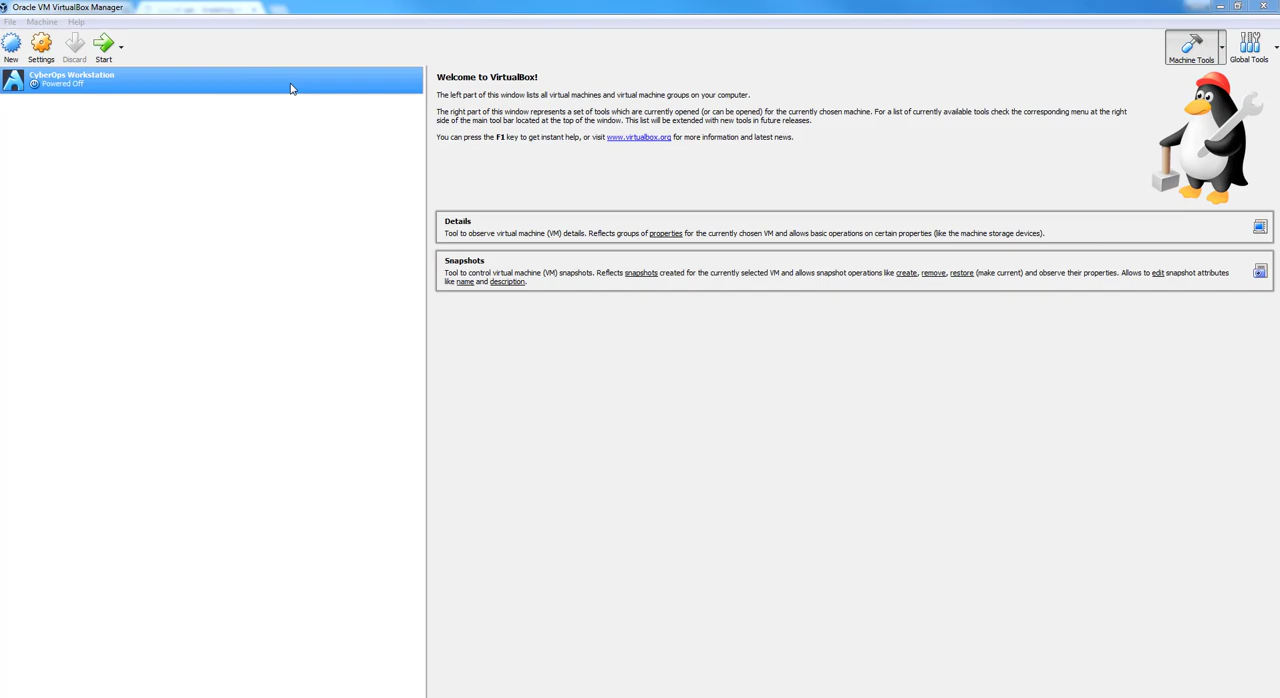 Oracle VM VirtualBox Manager
File Machine Help
New Settings Discard Start
Machine Tools Global Tools
CyberOps Workstation
Powered Off
Welcome to VirtualBox!
The left part of this window lists all virtual machines and virtual machine groups on your computer.
The right part of this window represents a set of tools which are currently opened (or can be opened) for the currently chosen machine. For a list of currently available tools check the corresponding menu at the right
side of the main tool bar located at the top of the window. This list will be extended with new tools in future releases.
You can press the F1 key to get instant help, or visit www.virtualbox.org for more information and latest news.
Details
Tool to observe virtual machine (VM) details. Reflects groups of properties for the currently chosen VM and allows basic operations on certain properties (like the machine storage devices).
Snapshots
Tool to control virtual machine (VM) snapshots. Reflects snapshots created for the currently selected VM and allows snapshot operations like create, remove, restore (make current) and observe their properties. Allows to edit snapshot attributes
like name and description.